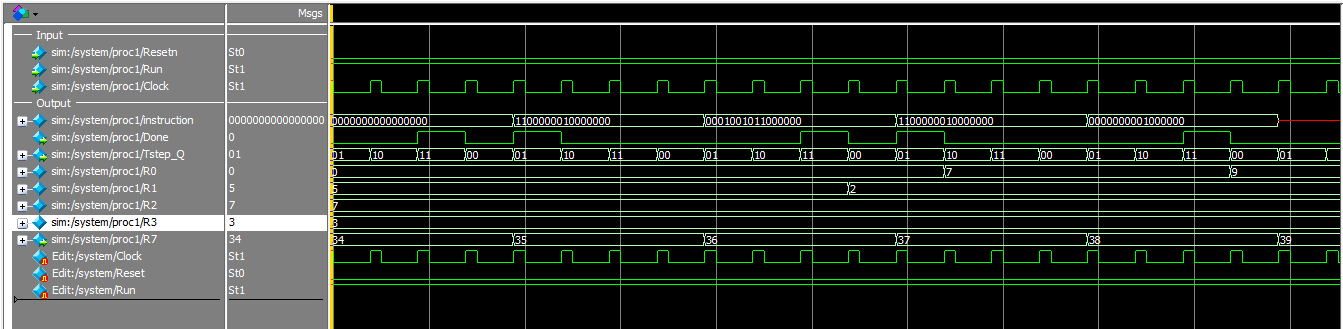 Msgs
Input
sim:/system/proc1/Resetn St0
sim:/system/proc1/Run St1
sim:/system/proc1/Clock St1
Output
sim:/system/proc1/instruction 0000000000000000 0000000000000000 1100000010000000 0001001011000000 1100000010000000 0000000001000000
sim:/system/proc1/Done 0
sim:/system/proc1/Tstep_Q 01 01 10 11 00 01 10 11 00 01 10 11 00 01 10 11 00 01 10 11 00 01
sim:/system/proc1/R0 0 0 7 9
sim:/system/proc1/R1 5 5 2
sim:/system/proc1/R2 7 7
sim:/system/proc1/R3 3 3
sim:/system/proc1/R7 34 34 35 36 37 38 39
Edit:/system/Clock St1
Edit:/system/Reset St0
Edit:/system/Run St1